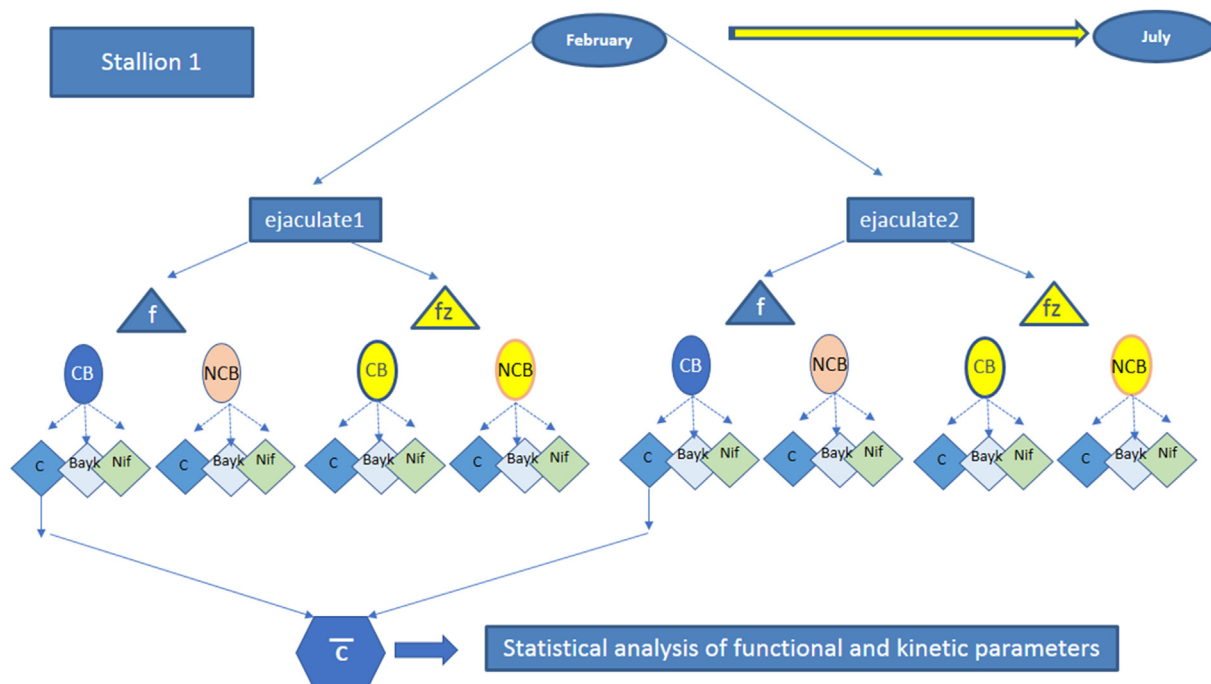 Stallion 1
February
July
ejaculate1
ejaculate2
f
fz
f
fz
CB
NCB
CB
NCB
CB
NCB
CB
NCB
C
Bayk
Nif
C
Bayk
Nif
C
Bayk
Nif
C
Bayk
Nif
C
Bayk
Nif
C
Bayk
Nif
C
Bayk
Nif
C
Bayk
Nif
C̅
Statistical analysis of functional and kinetic parameters